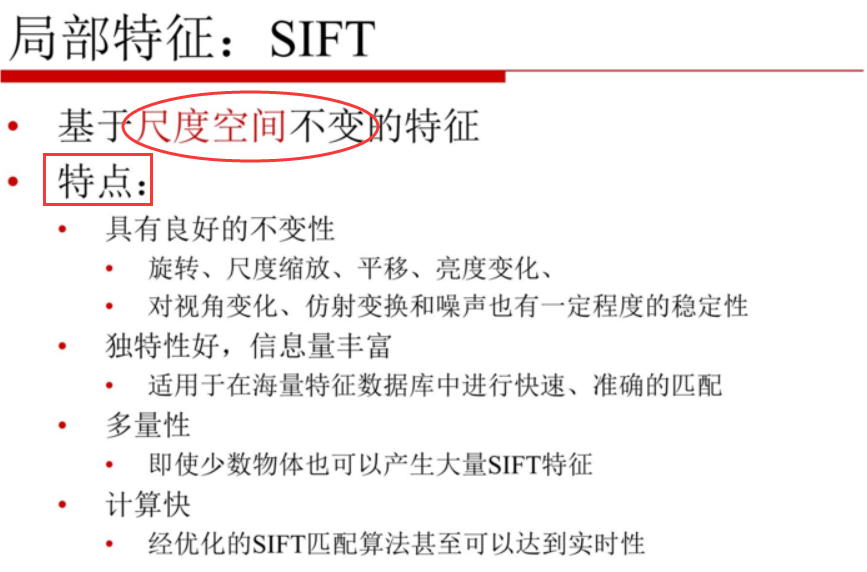 局部特征：SIFT
基于尺度空间不变的特征
特点：
具有良好的不变性
旋转、尺度缩放、平移、亮度变化、
对视角变化、仿射变换和噪声也有一定程度的稳定性
独特性好，信息量丰富
适用于在海量特征数据库中进行快速、准确的匹配
多量性
即使少数物体也可以产生大量SIFT特征
计算快
经优化的SIFT匹配算法甚至可以达到实时性